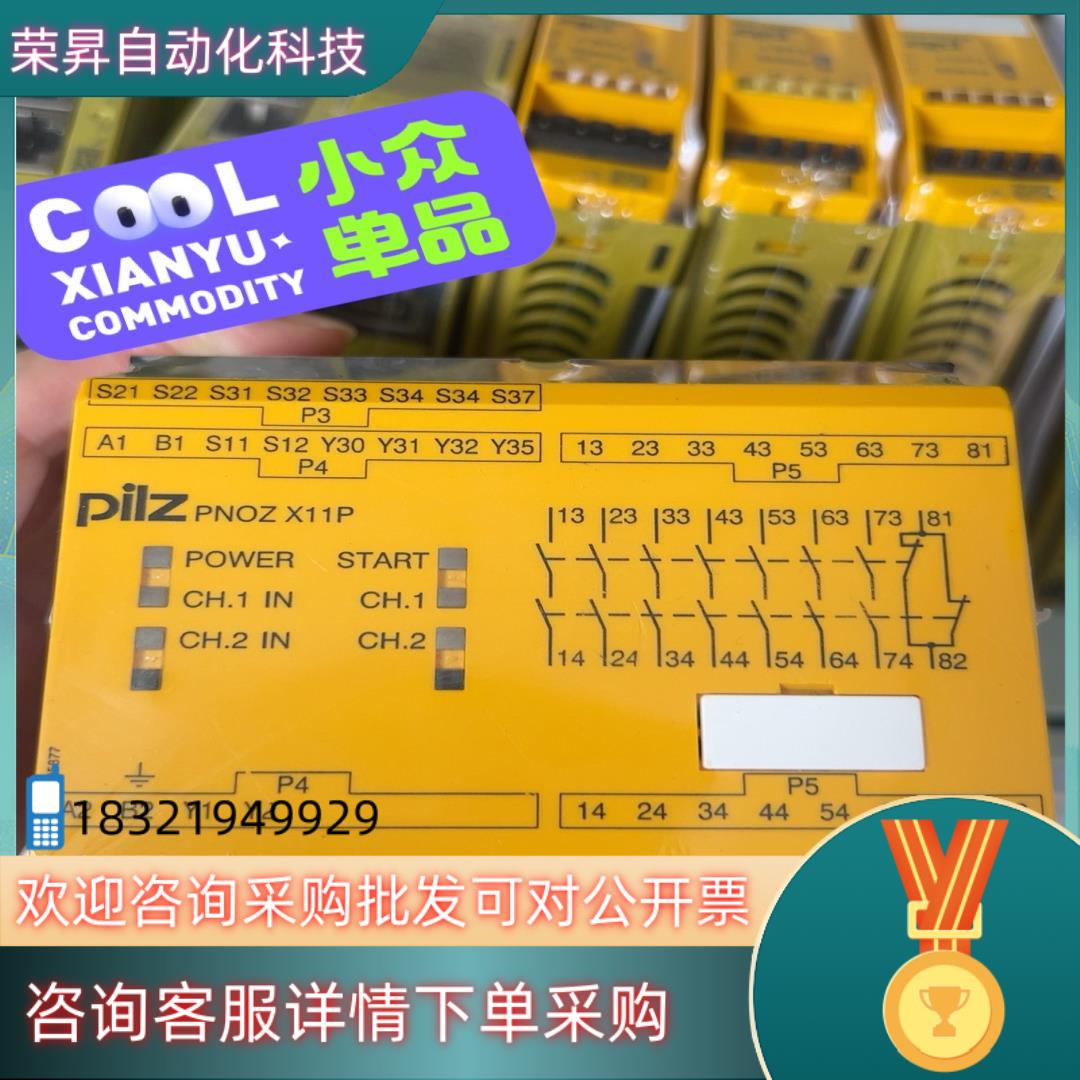 荣昇自动化科技
COOL
小众
单品
XIANYU
COMMODITY
S21 S22 S31 S32 S33 S34 S34 S37
P3
A1 B1 S11 S12 Y30 Y31 Y32 Y35
P4
13 23 33 43 53 63 73 81
P5
pilz PNOZ X11P
13 23 33 43 53 63 73 81
POWER START
CH.1 IN CH.1
CH.2 IN CH.2
14 24 34 44 54 64 74 82
P4
P5
A2 B2 Y1
14 24 34 44 54
18321949929
欢迎咨询采购批发可对公开票
咨询客服详情下单采购